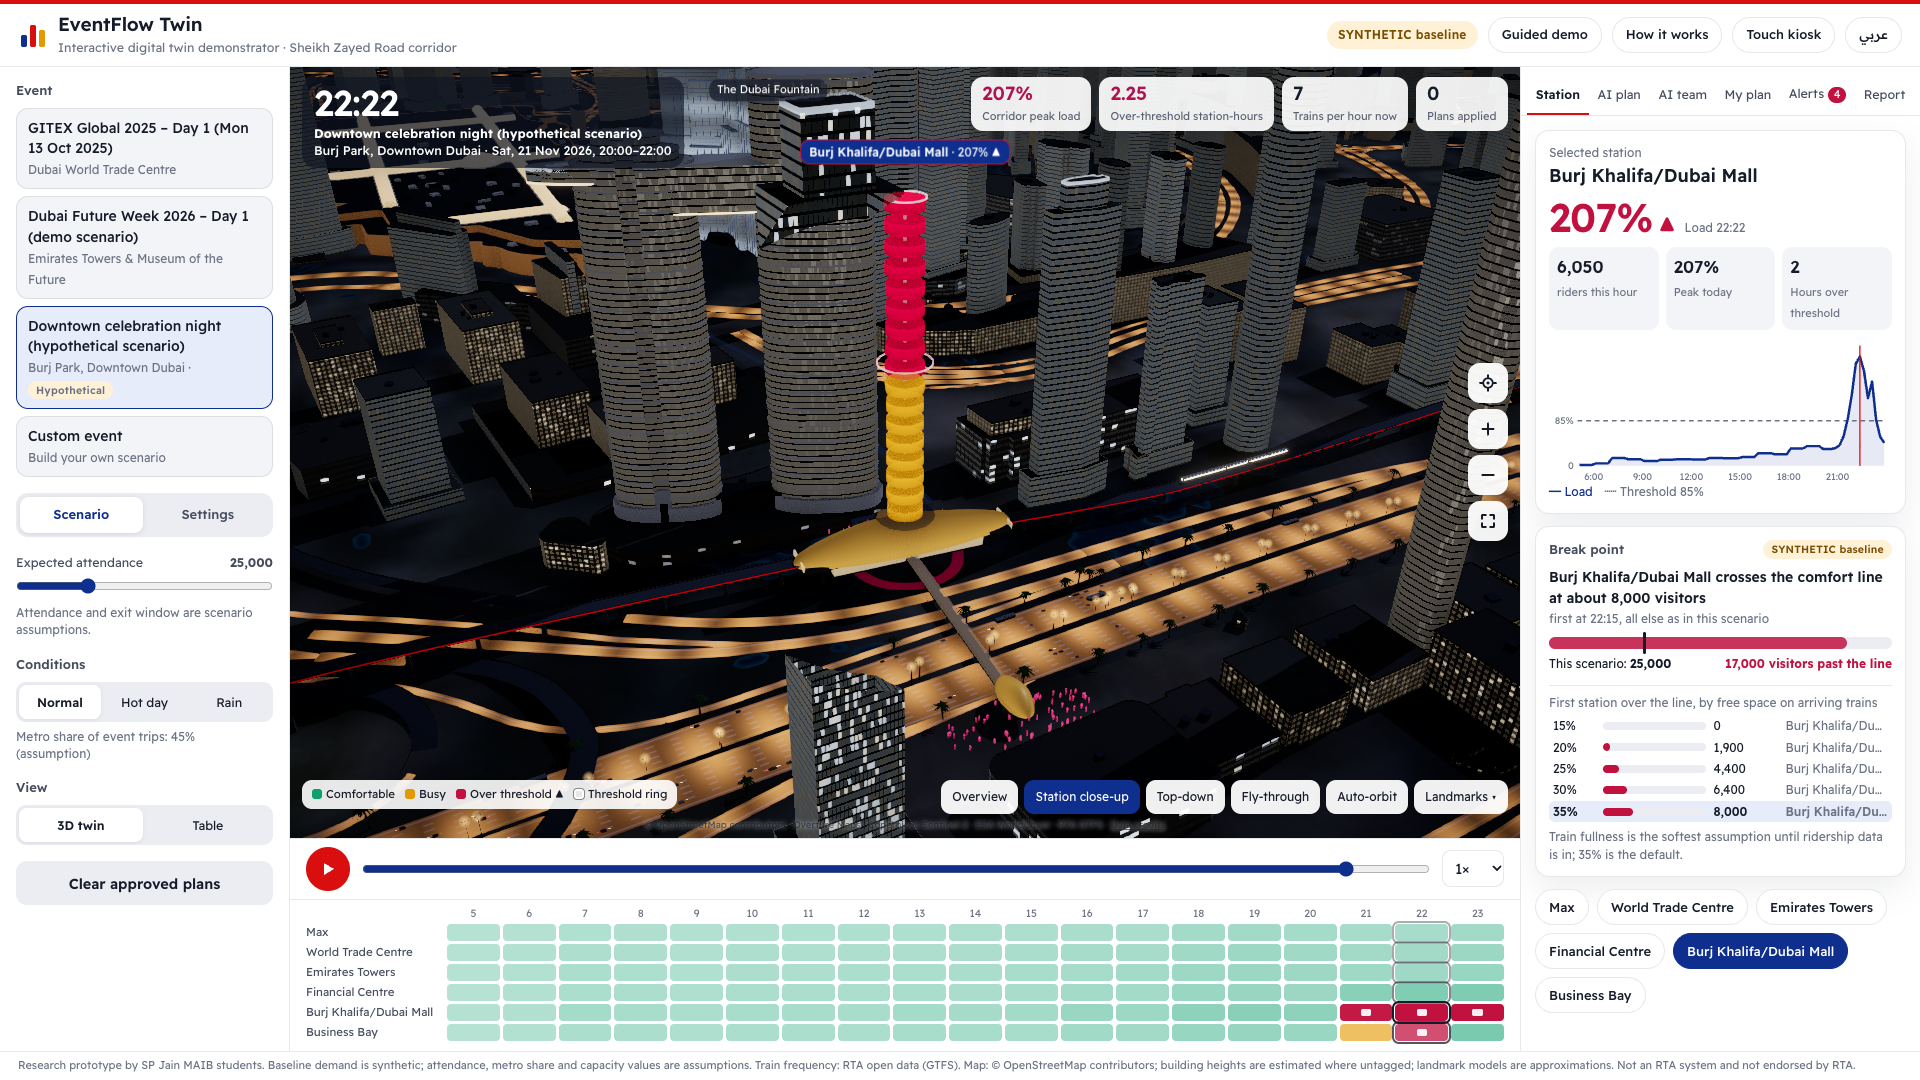 EventFlow Twin
Interactive digital twin demonstrator · Sheikh Zayed Road corridor
SYNTHETIC baseline
Guided demo
How it works
Touch kiosk
عربي
Event
GITEX Global 2025 – Day 1 (Mon
13 Oct 2025)
Dubai World Trade Centre
Dubai Future Week 2026 – Day 1
(demo scenario)
Emirates Towers & Museum of the
Future
Downtown celebration night
(hypothetical scenario)
Burj Park, Downtown Dubai ·
Hypothetical
Custom event
Build your own scenario
Scenario
Settings
Expected attendance 25,000
Attendance and exit window are scenario
assumptions.
Conditions
Normal
Hot day
Rain
Metro share of event trips: 45%
(assumption)
View
3D twin
Table
Clear approved plans
22:22
Downtown celebration night (hypothetical scenario)
Burj Park, Downtown Dubai · Sat, 21 Nov 2026, 20:00–22:00
The Dubai Fountain
Burj Khalifa/Dubai Mall · 207% ▲
207%
Corridor peak load
2.25
Over-threshold station-hours
7
Trains per hour now
0
Plans applied
Comfortable
Busy
Over threshold ▲
Threshold ring
Overview
Station close-up
Top-down
Fly-through
Auto-orbit
Landmarks
1×
5 6 7 8 9 10 11 12 13 14 15 16 17 18 19 20 21 22 23
Max
World Trade Centre
Emirates Towers
Financial Centre
Burj Khalifa/Dubai Mall
Business Bay
Station
AI plan
AI team
My plan
Alerts 4
Report
Selected station
Burj Khalifa/Dubai Mall
207% ▲ Load 22:22
6,050
riders this hour
207%
Peak today
2
Hours over
threshold
85%
0
6:00 9:00 12:00 15:00 18:00 21:00
Load
Threshold 85%
Break point
SYNTHETIC baseline
Burj Khalifa/Dubai Mall crosses the comfort line
at about 8,000 visitors
first at 22:15, all else as in this scenario
This scenario: 25,000
17,000 visitors past the line
First station over the line, by free space on arriving trains
15% 0 Burj Khalifa/Du...
20% 1,900 Burj Khalifa/Du...
25% 4,400 Burj Khalifa/Du...
30% 6,400 Burj Khalifa/Du...
35% 8,000 Burj Khalifa/Du...
Train fullness is the softest assumption until ridership data
is in; 35% is the default.
Max
World Trade Centre
Emirates Towers
Financial Centre
Burj Khalifa/Dubai Mall
Business Bay
Research prototype by SP Jain MAIB students. Baseline demand is synthetic; attendance, metro share and capacity values are assumptions. Train frequency: RTA open data (GTFS). Map: © OpenStreetMap contributors; building heights are estimated where untagged; landmark models are approximations. Not an RTA system and not endorsed by RTA.